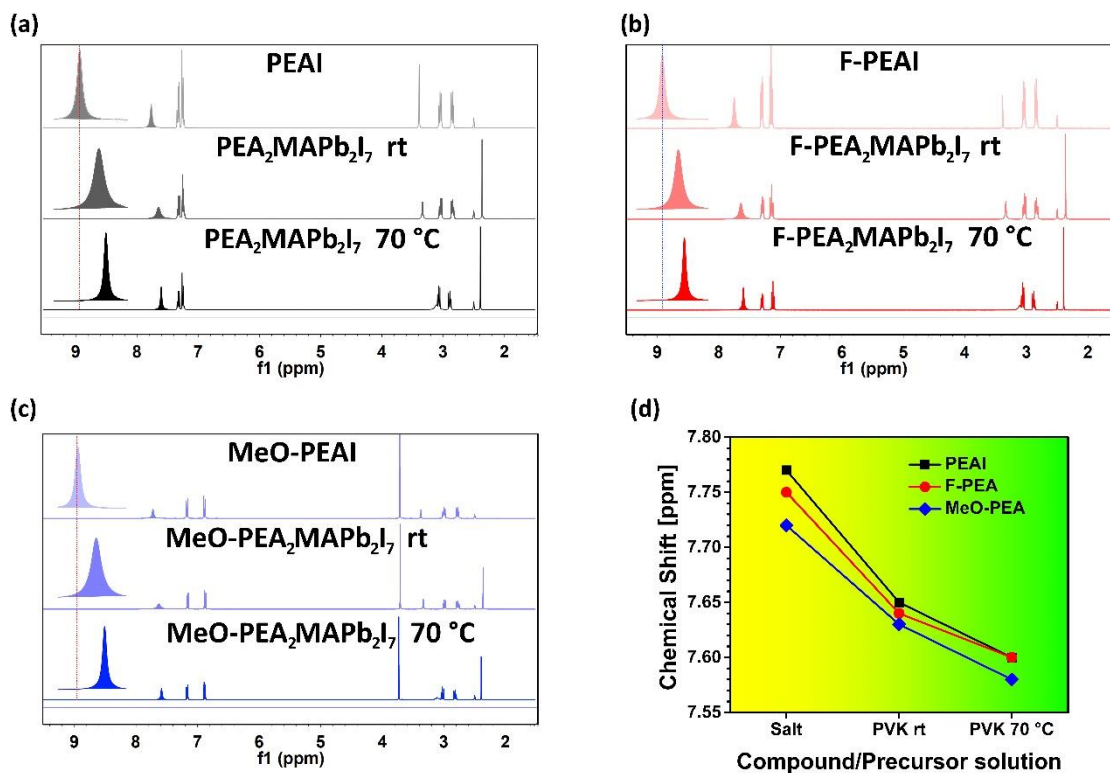 (a)
PEAI
PEA₂MAPb₂I₇ rt
PEA₂MAPb₂I₇ 70 °C
9 8 7 6 5 4 3 2
f1 (ppm)
(b)
F-PEAI
F-PEA₂MAPb₂I₇ rt
F-PEA₂MAPb₂I₇ 70 °C
9 8 7 6 5 4 3 2
f1 (ppm)
(c)
MeO-PEAI
MeO-PEA₂MAPb₂I₇ rt
MeO-PEA₂MAPb₂I₇ 70 °C
9 8 7 6 5 4 3 2
f1 (ppm)
(d)
Chemical Shift [ppm]
7.80
7.75
7.70
7.65
7.60
7.55
PEAI
F-PEA
MeO-PEA
Salt PVK rt PVK 70 °C
Compound/Precursor solution